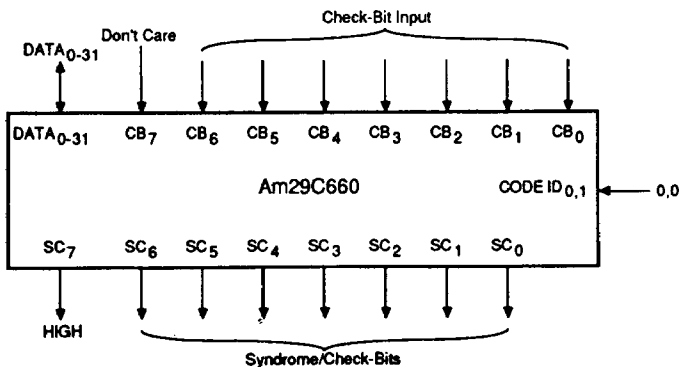 Check-Bit Input
Don't Care
DATA0-31
DATA0-31 CB7 CB6 CB5 CB4 CB3 CB2 CB1 CB0
Am29C660 CODE ID0,1 0,0
SC7 SC6 SC5 SC4 SC3 SC2 SC1 SC0
HIGH
Syndrome/Check-Bits